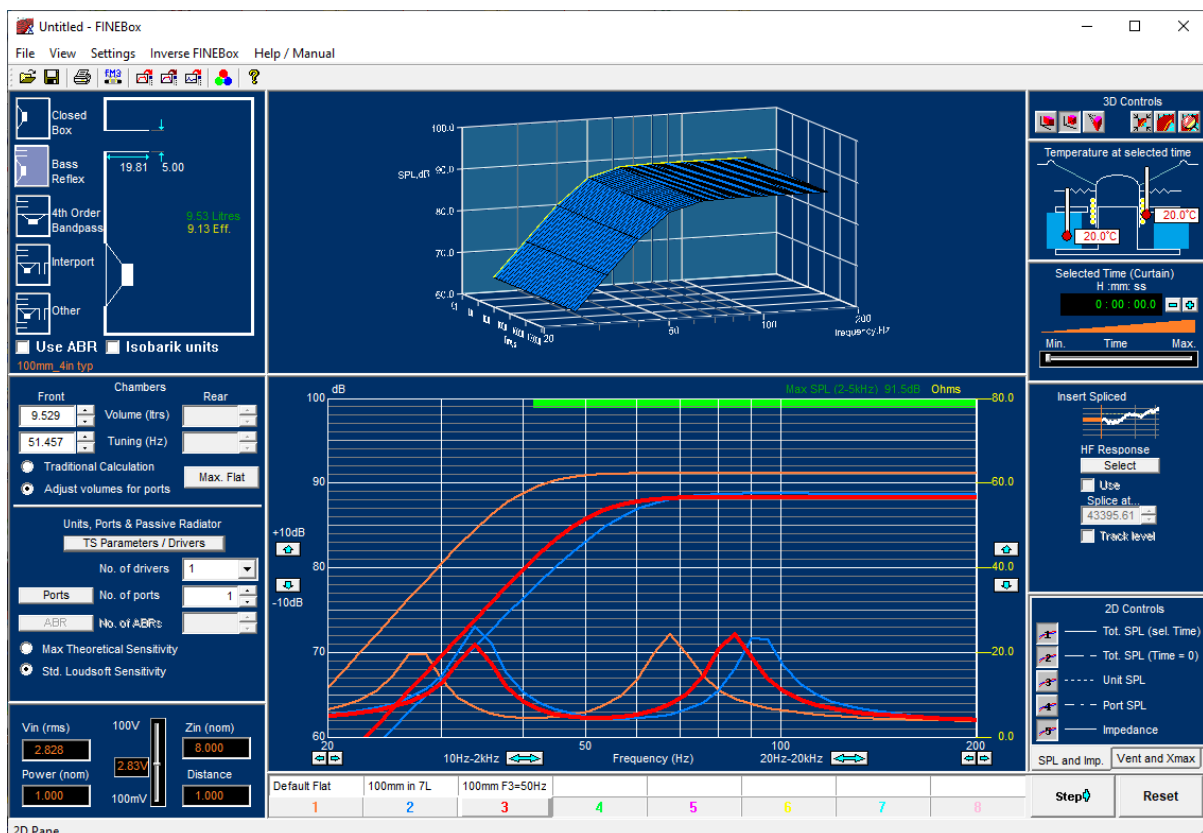 Untitled - FINEBox
File View Settings Inverse FINEBox Help / Manual
FM3
Closed
Box
Bass
Reflex
4th Order
Bandpass
Interport
Other
19.81 5.00
9.53 Litres
9.13 Eff.
Use ABR Isobarik units
100mm_4in typ
100.0
SPL,dB 90.0
80.0
70.0
60.0
20
50
100
200
Frequency.Hz
3D Controls
Temperature at selected time
20.0°C
20.0°C
Selected Time (Curtain)
H :mm: ss
0 : 00 : 00.0
Min. Time Max.
Chambers
Front Rear
9.529 Volume (ltrs)
51.457 Tuning (Hz)
Traditional Calculation
Adjust volumes for ports
Max. Flat
Units, Ports & Passive Radiator
TS Parameters / Drivers
No. of drivers 1
Ports No. of ports 1
ABR No. of ABRs
Max Theoretical Sensitivity
Std. Loudsoft Sensitivity
Vin (rms) 100V Zin (nom)
2.828 2.83V 8.000
Power (nom) Distance
1.000 100mV 1.000
dB Max SPL (2-5kHz) 91.5dB Ohms
100 80.0
90 60.0
+10dB
80 40.0
-10dB
70 20.0
60 0.0
20 50 100 200
10Hz-2kHz Frequency (Hz) 20Hz-20kHz
Default Flat 100mm in 7L 100mm F3=50Hz
1 2 3 4 5 6 7 8
Insert Spliced
HF Response
Select
Use
Splice at...
43395.61
Track level
2D Controls
1 Tot. SPL (sel. Time)
2 Tot. SPL (Time = 0)
3 Unit SPL
4 Port SPL
Impedance
SPL and Imp. Vent and Xmax
Step Reset
2D Pane